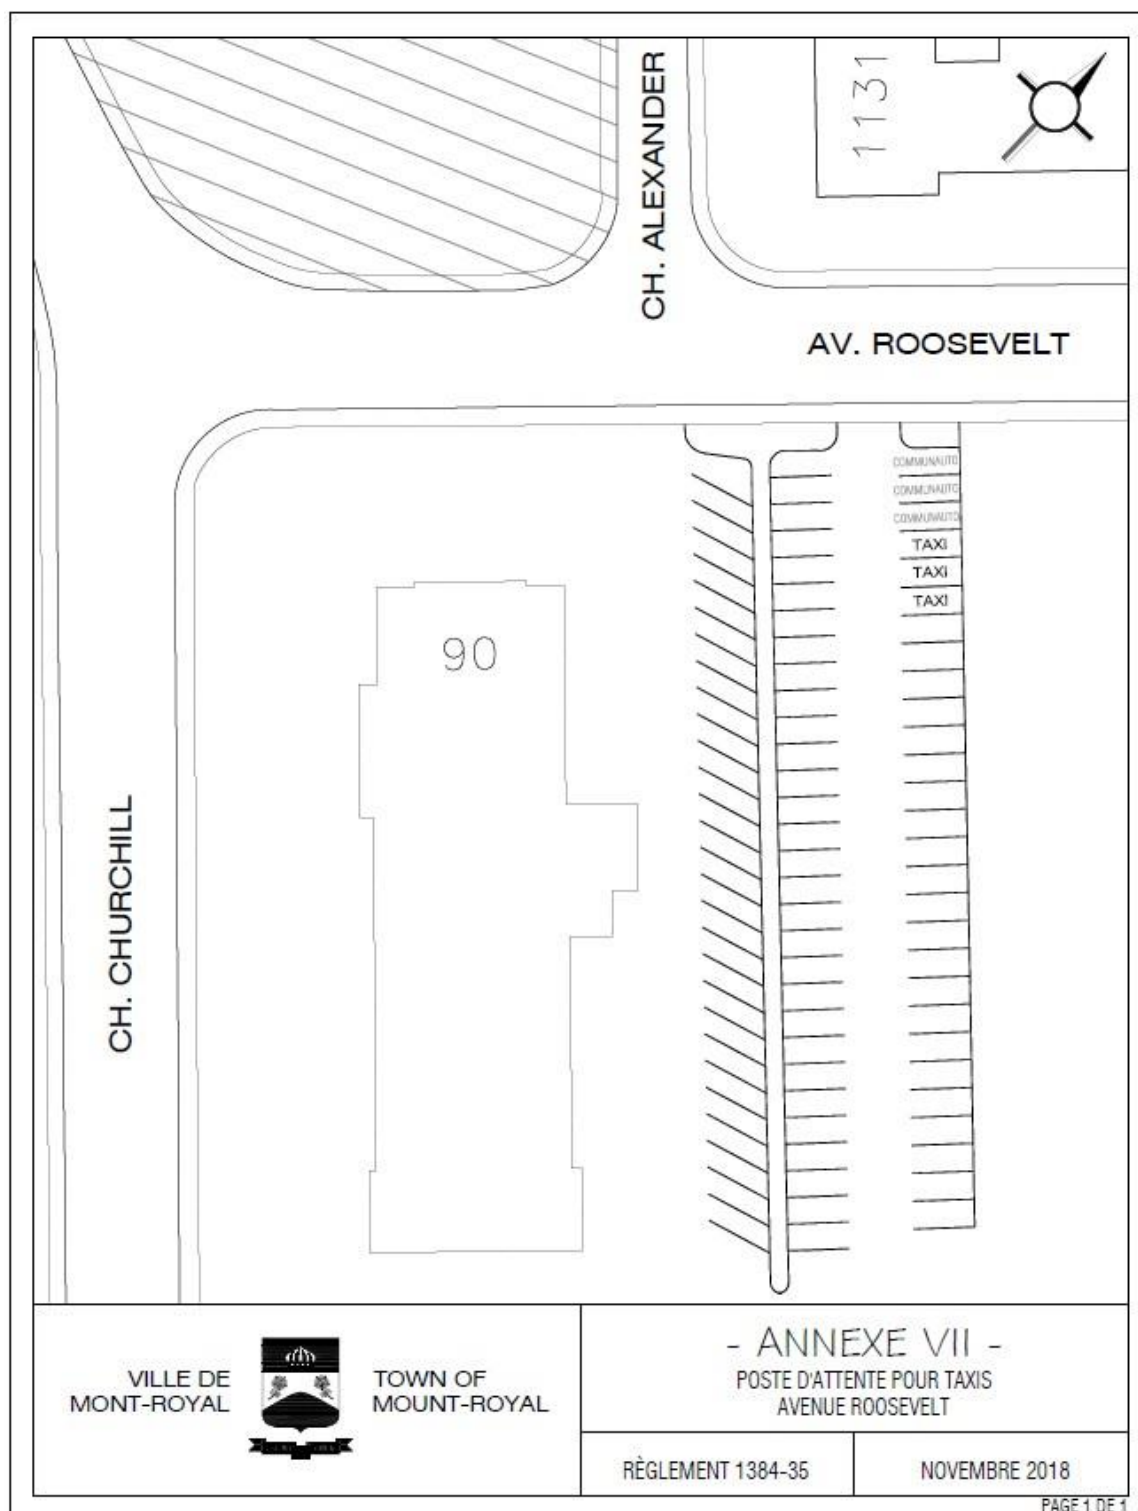 CH. ALEXANDER
1131
AV. ROOSEVELT
COMMUNAUTO
COMMUNAUTO
COMMUNAUTO
TAXI
TAXI
TAXI
90
CH. CHURCHILL
VILLE DE
MONT-ROYAL
TOWN OF
MOUNT-ROYAL
- ANNEXE VII -
POSTE D'ATTENTE POUR TAXIS
AVENUE ROOSEVELT
RÈGLEMENT 1384-35
NOVEMBRE 2018
PAGE 1 DE 1